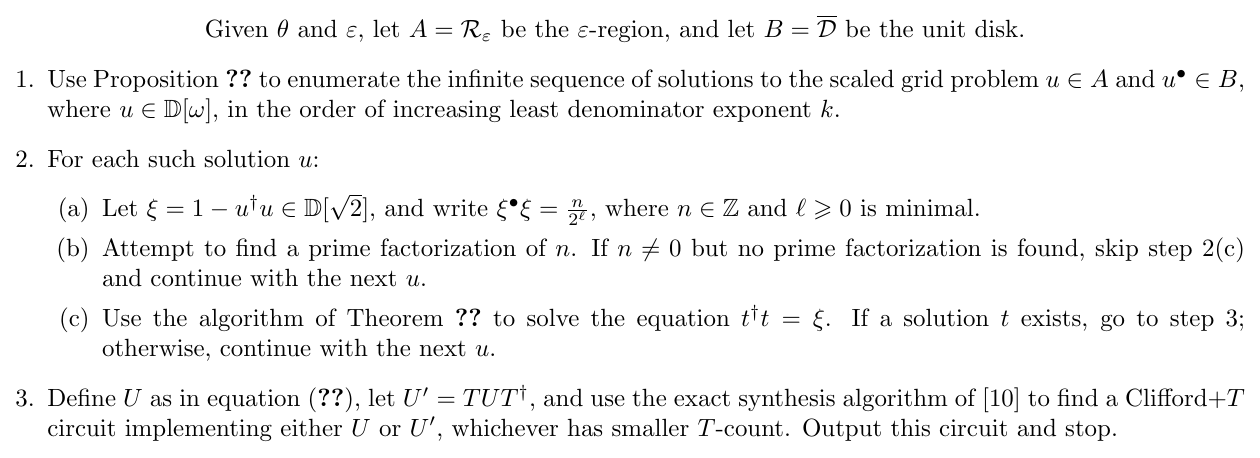 Given θ and ε, let A = ℛ_ε be the ε-region, and let B = 𝒟̅ be the unit disk.
1. Use Proposition ?? to enumerate the infinite sequence of solutions to the scaled grid problem u ∈ A and u• ∈ B,
where u ∈ 𝔻[ω], in the order of increasing least denominator exponent k.
2. For each such solution u:
(a) Let ξ = 1 − u†u ∈ 𝔻[√2], and write ξ•ξ = n/2^ℓ, where n ∈ ℤ and ℓ ⩾ 0 is minimal.
(b) Attempt to find a prime factorization of n. If n ≠ 0 but no prime factorization is found, skip step 2(c)
and continue with the next u.
(c) Use the algorithm of Theorem ?? to solve the equation t†t = ξ. If a solution t exists, go to step 3;
otherwise, continue with the next u.
3. Define U as in equation (??), let U′ = TUT†, and use the exact synthesis algorithm of [10] to find a Clifford+T
circuit implementing either U or U′, whichever has smaller T-count. Output this circuit and stop.